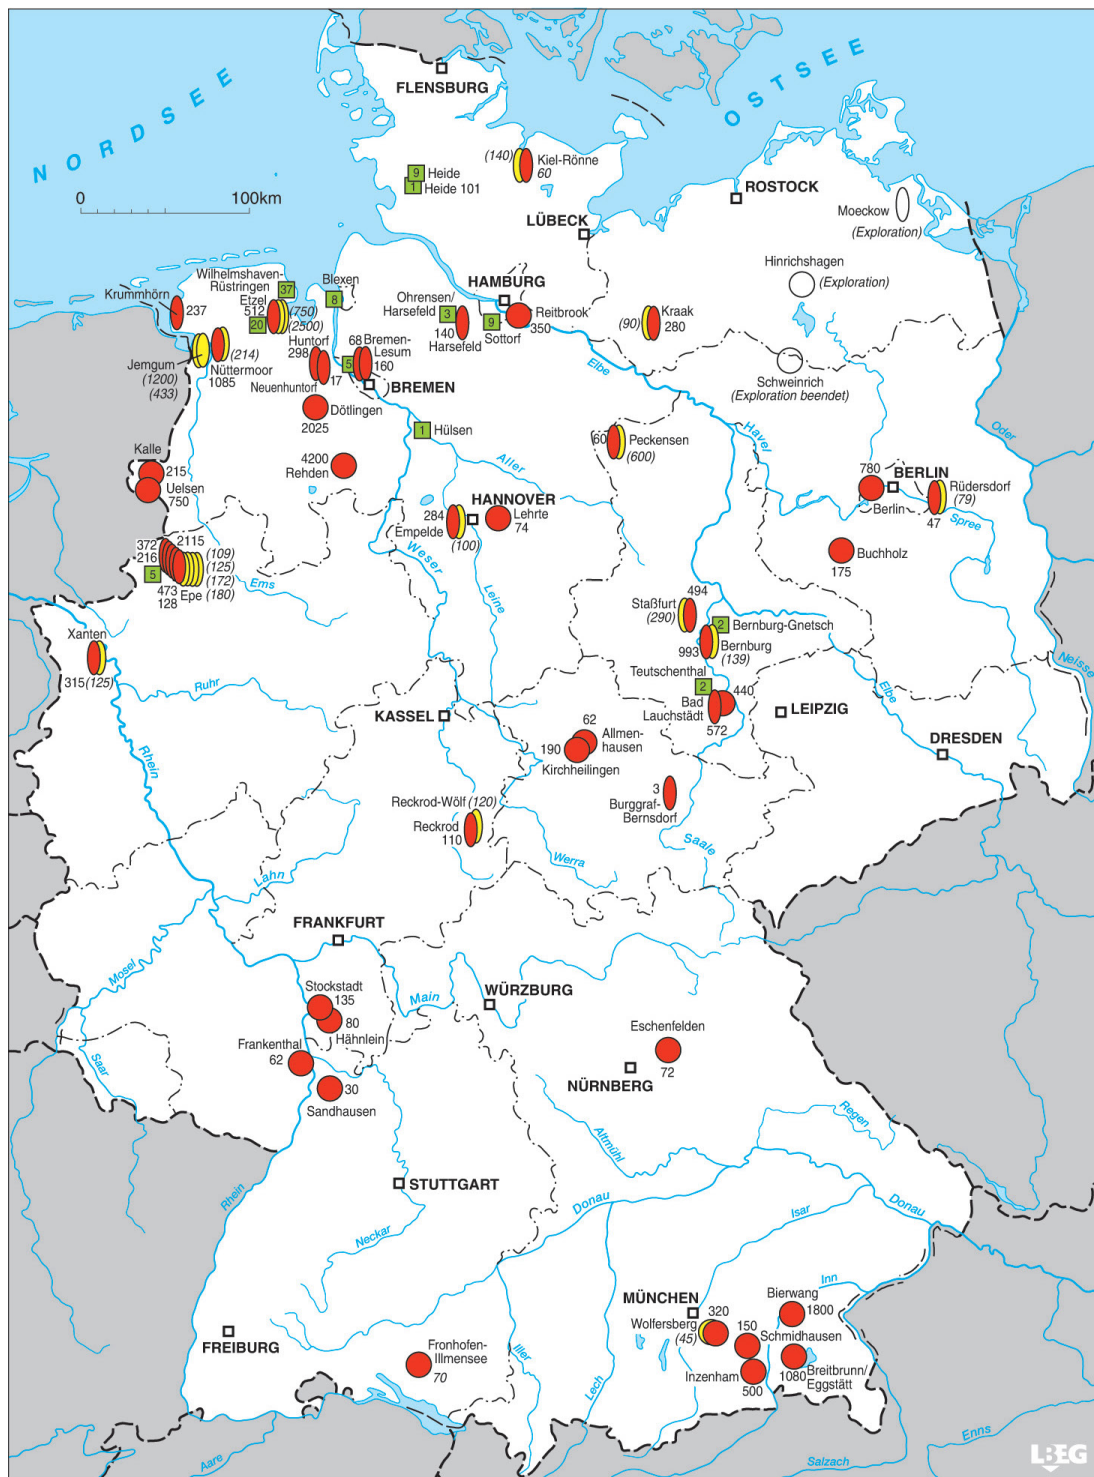 NORDSEE
OSTSEE
FLENSBURG
(140)
Kiel-Rönne
60
9
Heide
1
Heide 101
0
100km
ROSTOCK
Moeckow
(Exploration)
LÜBECK
Hinrichshagen
(Exploration)
Wilhelmshaven-
Rüstringen
37
Blexen
8
Krummhörn
237
Etzel
512
20
(750)
(2500)
HAMBURG
Ohrensen/
Harsefeld
3
140
Harsefeld
9
Sottorf
Reitbrook
350
(90)
Kraak
280
Jemgum
(1200)
(433)
(214)
Nüttermoor
1085
Huntorf
298
Neuenhuntorf
17
68
Bremen-
Lesum
160
5
BREMEN
Elbe
Schweinrich
(Exploration beendet)
Dötlingen
2025
1
Hülsen
Havel
Oder
60
Peckensen
(600)
Kalle
215
Uelsen
750
4200
Rehden
Aller
780
BERLIN
Berlin
Rüdersdorf
(79)
47
Spree
HANNOVER
284
Empelde
(100)
Lehrte
74
Buchholz
175
372
216
2115
5
473
128
Epe
(109)
(125)
(172)
(180)
Ems
Weser
Leine
494
Staßfurt
(290)
2
Bernburg-Gnetsch
993
Bernburg
(139)
Xanten
315
(125)
Ruhr
Neisse
Teutschenthal
2
440
Bad
Lauchstädt
572
Elbe
LEIPZIG
KASSEL
DRESDEN
Rhein
62
Allmen-
hausen
190
Kirchheilingen
3
Burggraf-
Bernsdorf
Reckrod-Wölf (120)
Reckrod
110
Werra
Saale
Lahn
FRANKFURT
Mosel
Stockstadt
135
80
Hähnlein
Main
WÜRZBURG
Frankenthal
62
30
Sandhausen
Eschenfelden
72
NÜRNBERG
Saar
Altmühl
Regen
STUTTGART
Rhein
Neckar
Donau
Isar
Donau
Inn
MÜNCHEN
320
Wolfersberg
(45)
150
Bierwang
1800
Schmidhausen
Inzenham
500
1080
Breitbrunn/
Eggstätt
FREIBURG
Fronhofen-
Illmensee
70
Iller
Lech
Aare
Salzach
Enns
LBEG